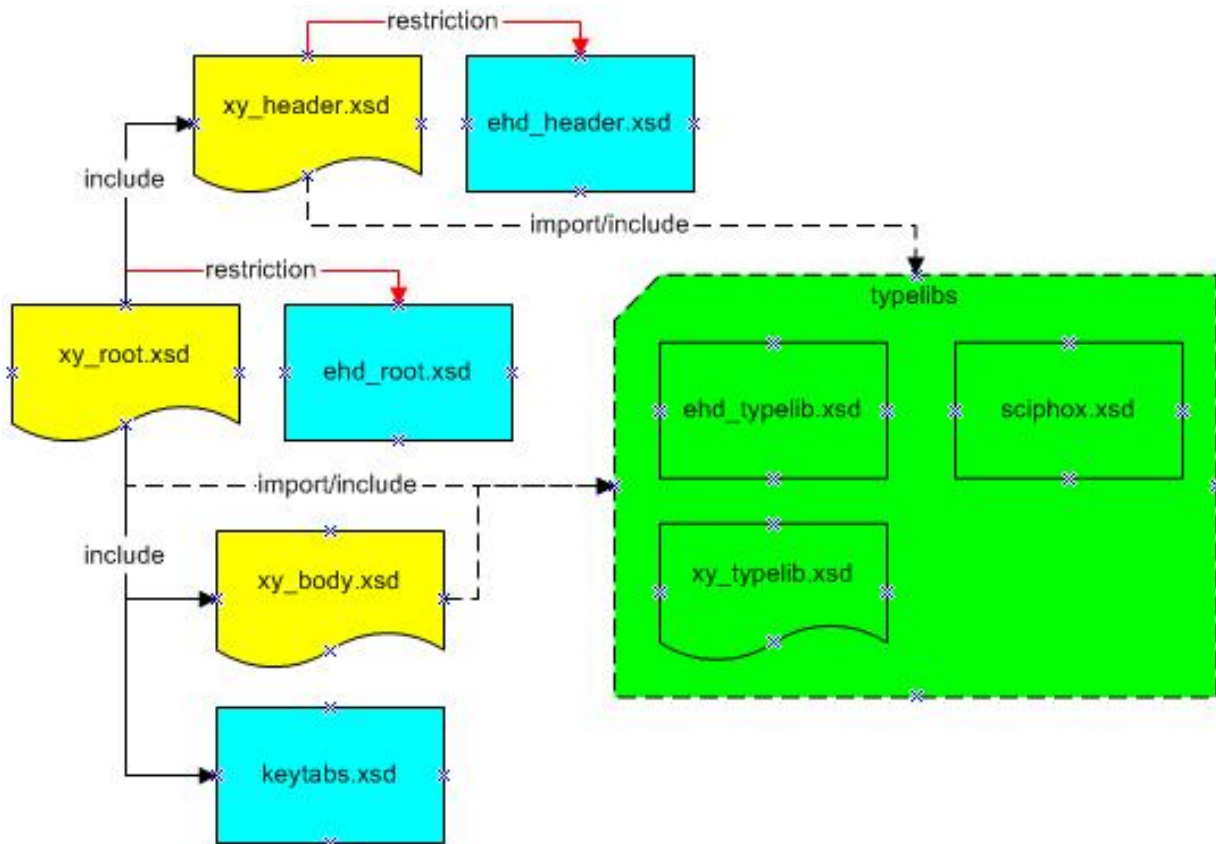 restriction
xy_header.xsd
ehd_header.xsd
include
import/include
restriction
typelibs
xy_root.xsd
ehd_root.xsd
ehd_typelib.xsd
sciphox.xsd
import/include
include
xy_body.xsd
xy_typelib.xsd
keytabs.xsd